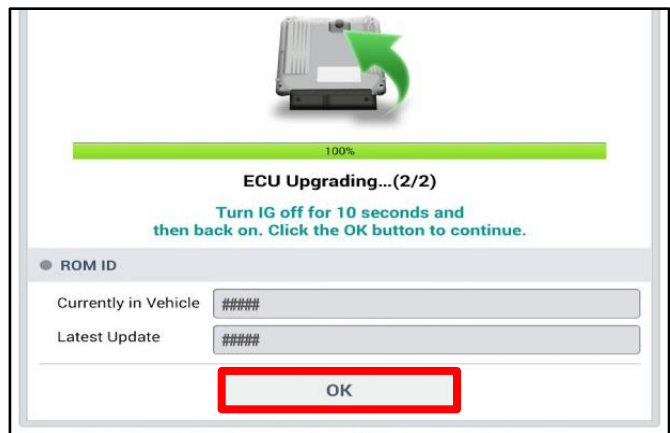 100%
ECU Upgrading...(2/2)
Turn IG off for 10 seconds and
then back on. Click the OK button to continue.
ROM ID
Currently in Vehicle #####
Latest Update #####
OK